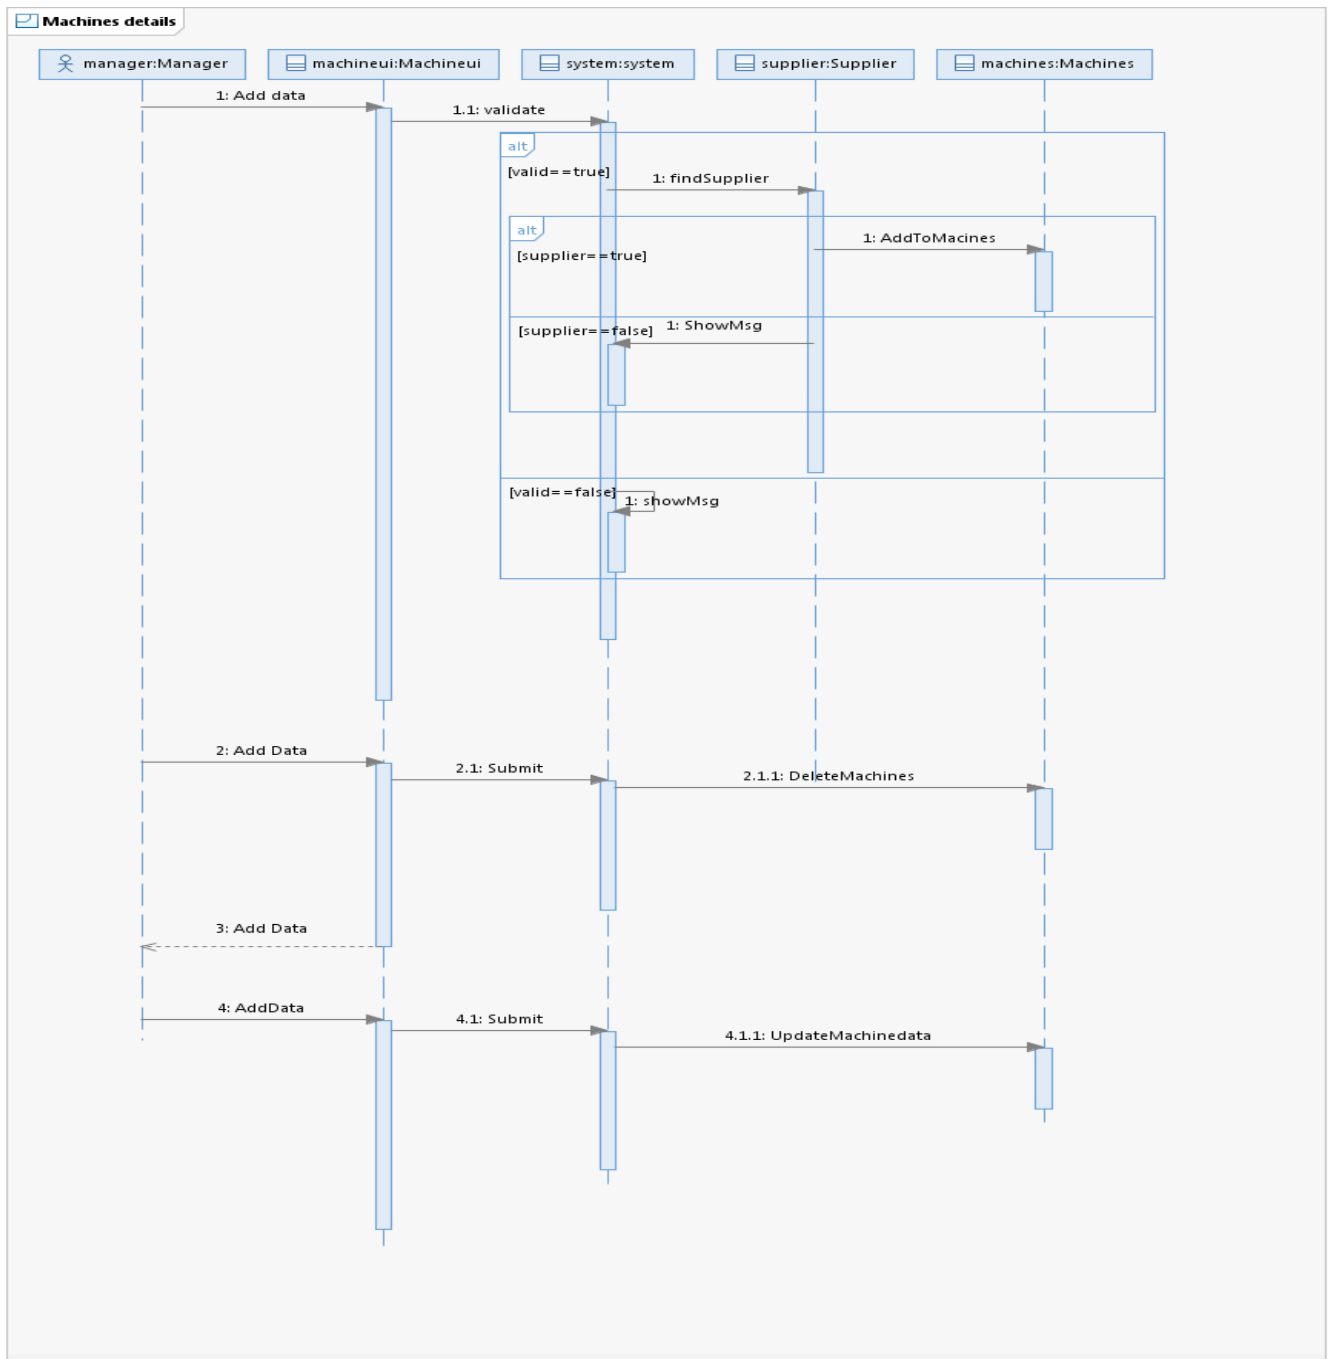 Machines details
manager:Manager
machineui:Machineui
system:system
supplier:Supplier
machines:Machines
1: Add data
1.1: validate
alt
[valid==true]
1: findSupplier
alt
1: AddToMacines
[supplier==true]
1: ShowMsg
[supplier==false]
[valid==false]
1: showMsg
2: Add Data
2.1: Submit
2.1.1: DeleteMachines
3: Add Data
4: AddData
4.1: Submit
4.1.1: UpdateMachinedata